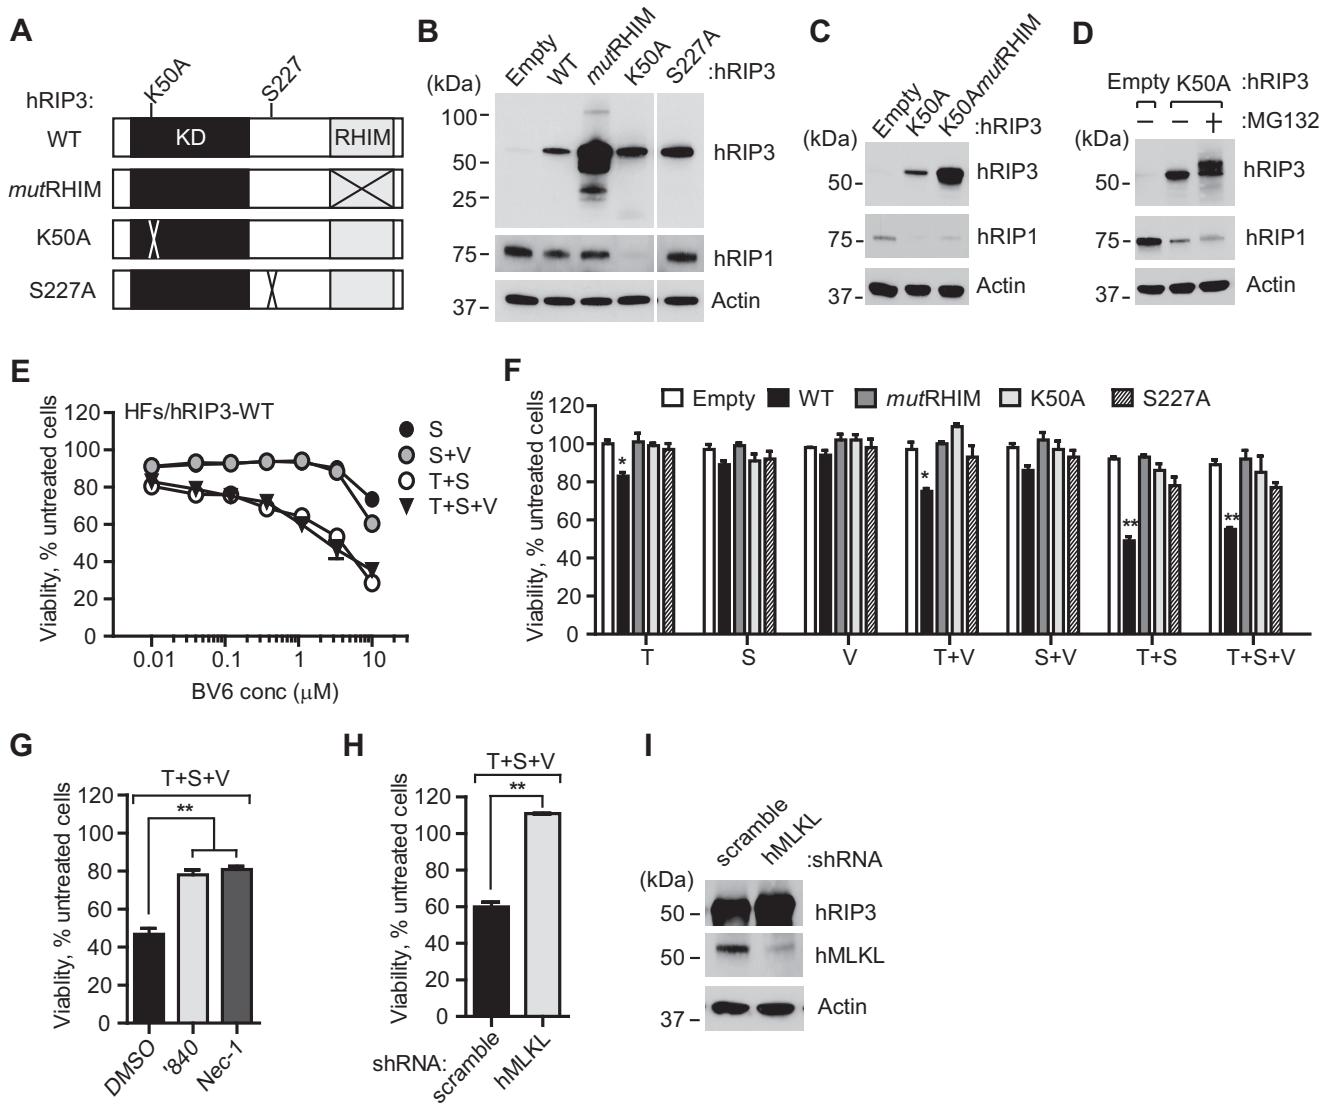 A
K50A
S227
hRIP3:
WT
KD
RHIM
mutRHIM
K50A
S227A
B
Empty
WT
mutRHIM
K50A
S227A
:hRIP3
(kDa)
100
50
25
hRIP3
75
hRIP1
37
Actin
C
Empty
K50A
K50AmutRHIM
:hRIP3
(kDa)
50
hRIP3
75
hRIP1
37
Actin
D
Empty K50A :hRIP3
− − + :MG132
(kDa)
50
hRIP3
75
hRIP1
37
Actin
E
HFs/hRIP3-WT
Viablity, % untreated cells
120
100
80
60
40
20
0
0.01 0.1 1 10
BV6 conc (μM)
S
S+V
T+S
T+S+V
F
Empty WT mutRHIM K50A S227A
Viability, % untreated cells
120
100
80
60
40
20
0
*
*
**
**
T S V T+V S+V T+S T+S+V
G
T+S+V
**
Viablity, % untreated cells
120
100
80
60
40
20
0
DMSO
'840
Nec-1
H
T+S+V
**
Viability, % untreated cells
120
100
80
60
40
20
0
shRNA:
scramble
hMLKL
I
scramble
hMLKL
:shRNA
(kDa)
50
hRIP3
50
hMLKL
37
Actin